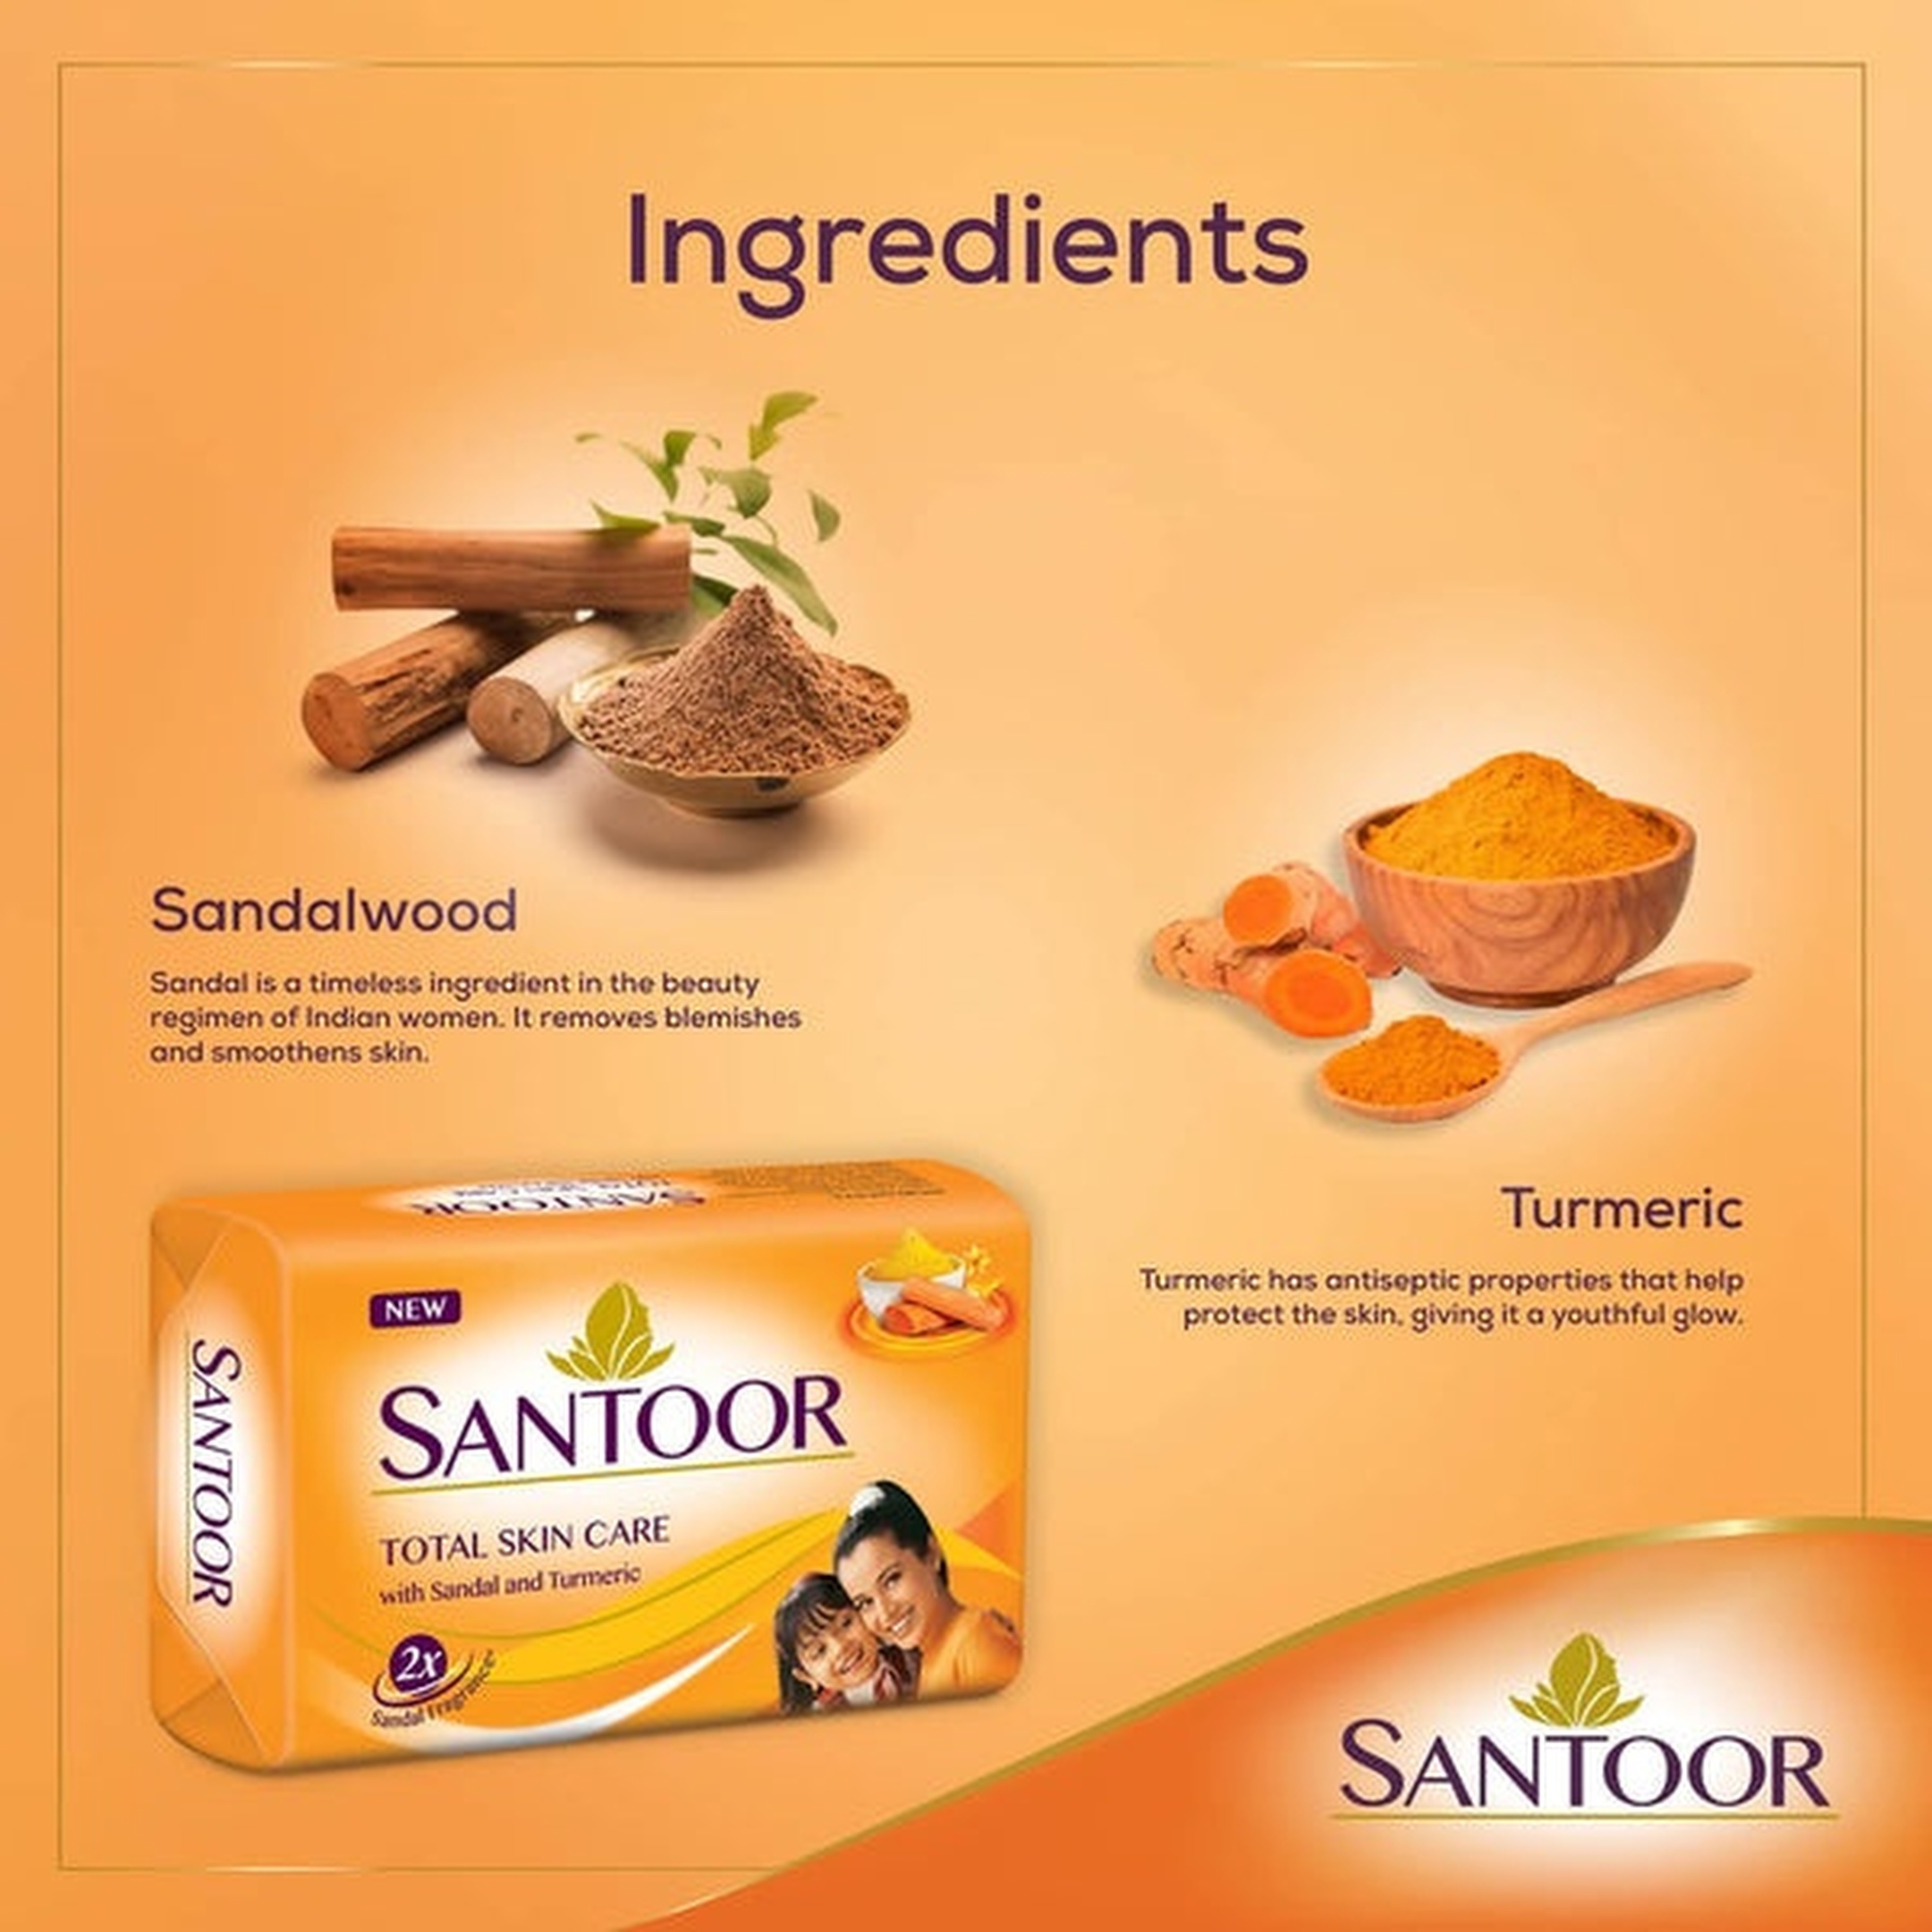 Ingredients
Sandalwood
Sandal is a timeless ingredient in the beauty
regimen of Indian women. It removes blemishes
and smoothens skin.
Turmeric
Turmeric has antiseptic properties that help
protect the skin, giving it a youthful glow.
SANTOOR
SANTOOR
NEW
SANTOOR
TOTAL SKIN CARE
with Sandal and Turmeric
2x
Sandal Fragrance*
SANTOOR